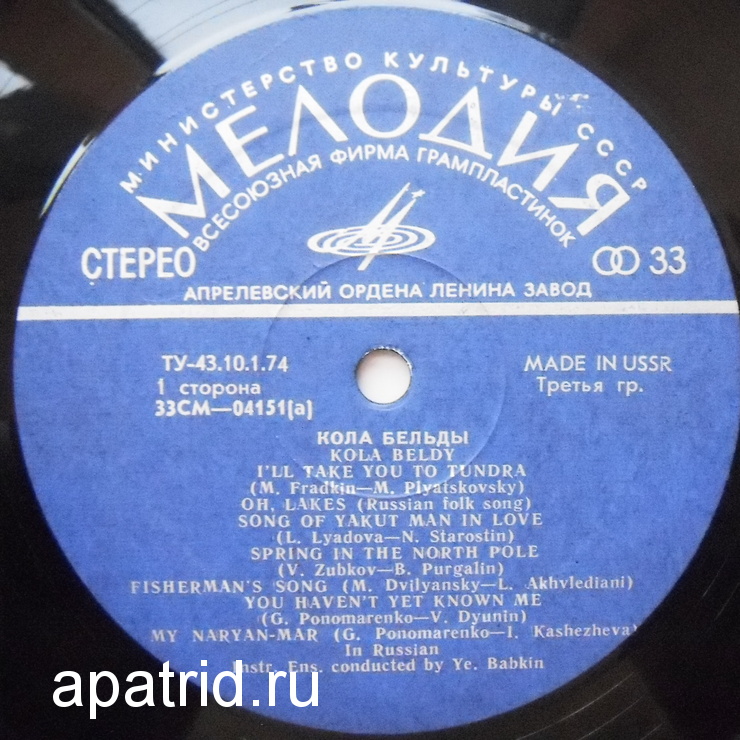 МИНИСТЕРСТВО КУЛЬТУРЫ СССР
МЕЛОДИЯ
ВСЕСОЮЗНАЯ ФИРМА ГРАМПЛАСТИНОК
СТЕРЕО 33
АПРЕЛЕВСКИЙ ОРДЕНА ЛЕНИНА ЗАВОД
ТУ-43.10.1.74 MADE IN USSR
1 сторона Третья гр.
33СМ—04151(а)
КОЛА БЕЛЬДЫ
KOLA BELDY
I'LL TAKE YOU TO TUNDRA
(M. Fradkin—M. Plyatskovsky)
OH, LAKES (Russian folk song)
SONG OF YAKUT MAN IN LOVE
(L. Lyadova—N. Starostin)
SPRING IN THE NORTH POLE
(V. Zubkov—B. Purgalin)
FISHERMAN'S SONG (M. Dvilyansky—L. Akhvlediani)
YOU HAVEN'T YET KNOWN ME
(G. Ponomarenko—V. Dyunin)
MY NARYAN-MAR (G. Ponomarenko—I. Kashezheva)
In Russian
Instr. Ens. conducted by Ye. Babkin
apatrid.ru